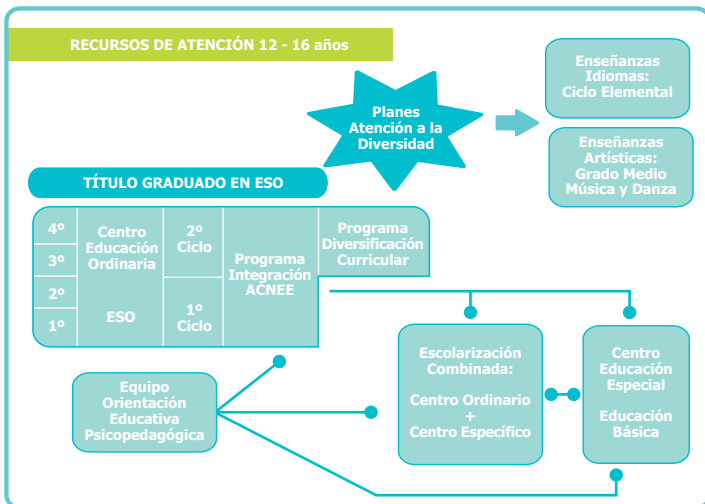 RECURSOS DE ATENCIÓN 12 - 16 años
Planes
Atención a la
Diversidad
Enseñanzas
Idiomas:
Ciclo Elemental
Enseñanzas
Artísticas:
Grado Medio
Música y Danza
TÍTULO GRADUADO EN ESO
4º
3º
2º
1º
Centro
Educación
Ordinaria
ESO
2º
Ciclo
1º
Ciclo
Programa
Integración
ACNEE
Programa
Diversificación
Curricular
Equipo
Orientación
Educativa
Psicopedagógica
Escolarización
Combinada:
Centro Ordinario
+
Centro Específico
Centro
Educación
Especial
Educación
Básica